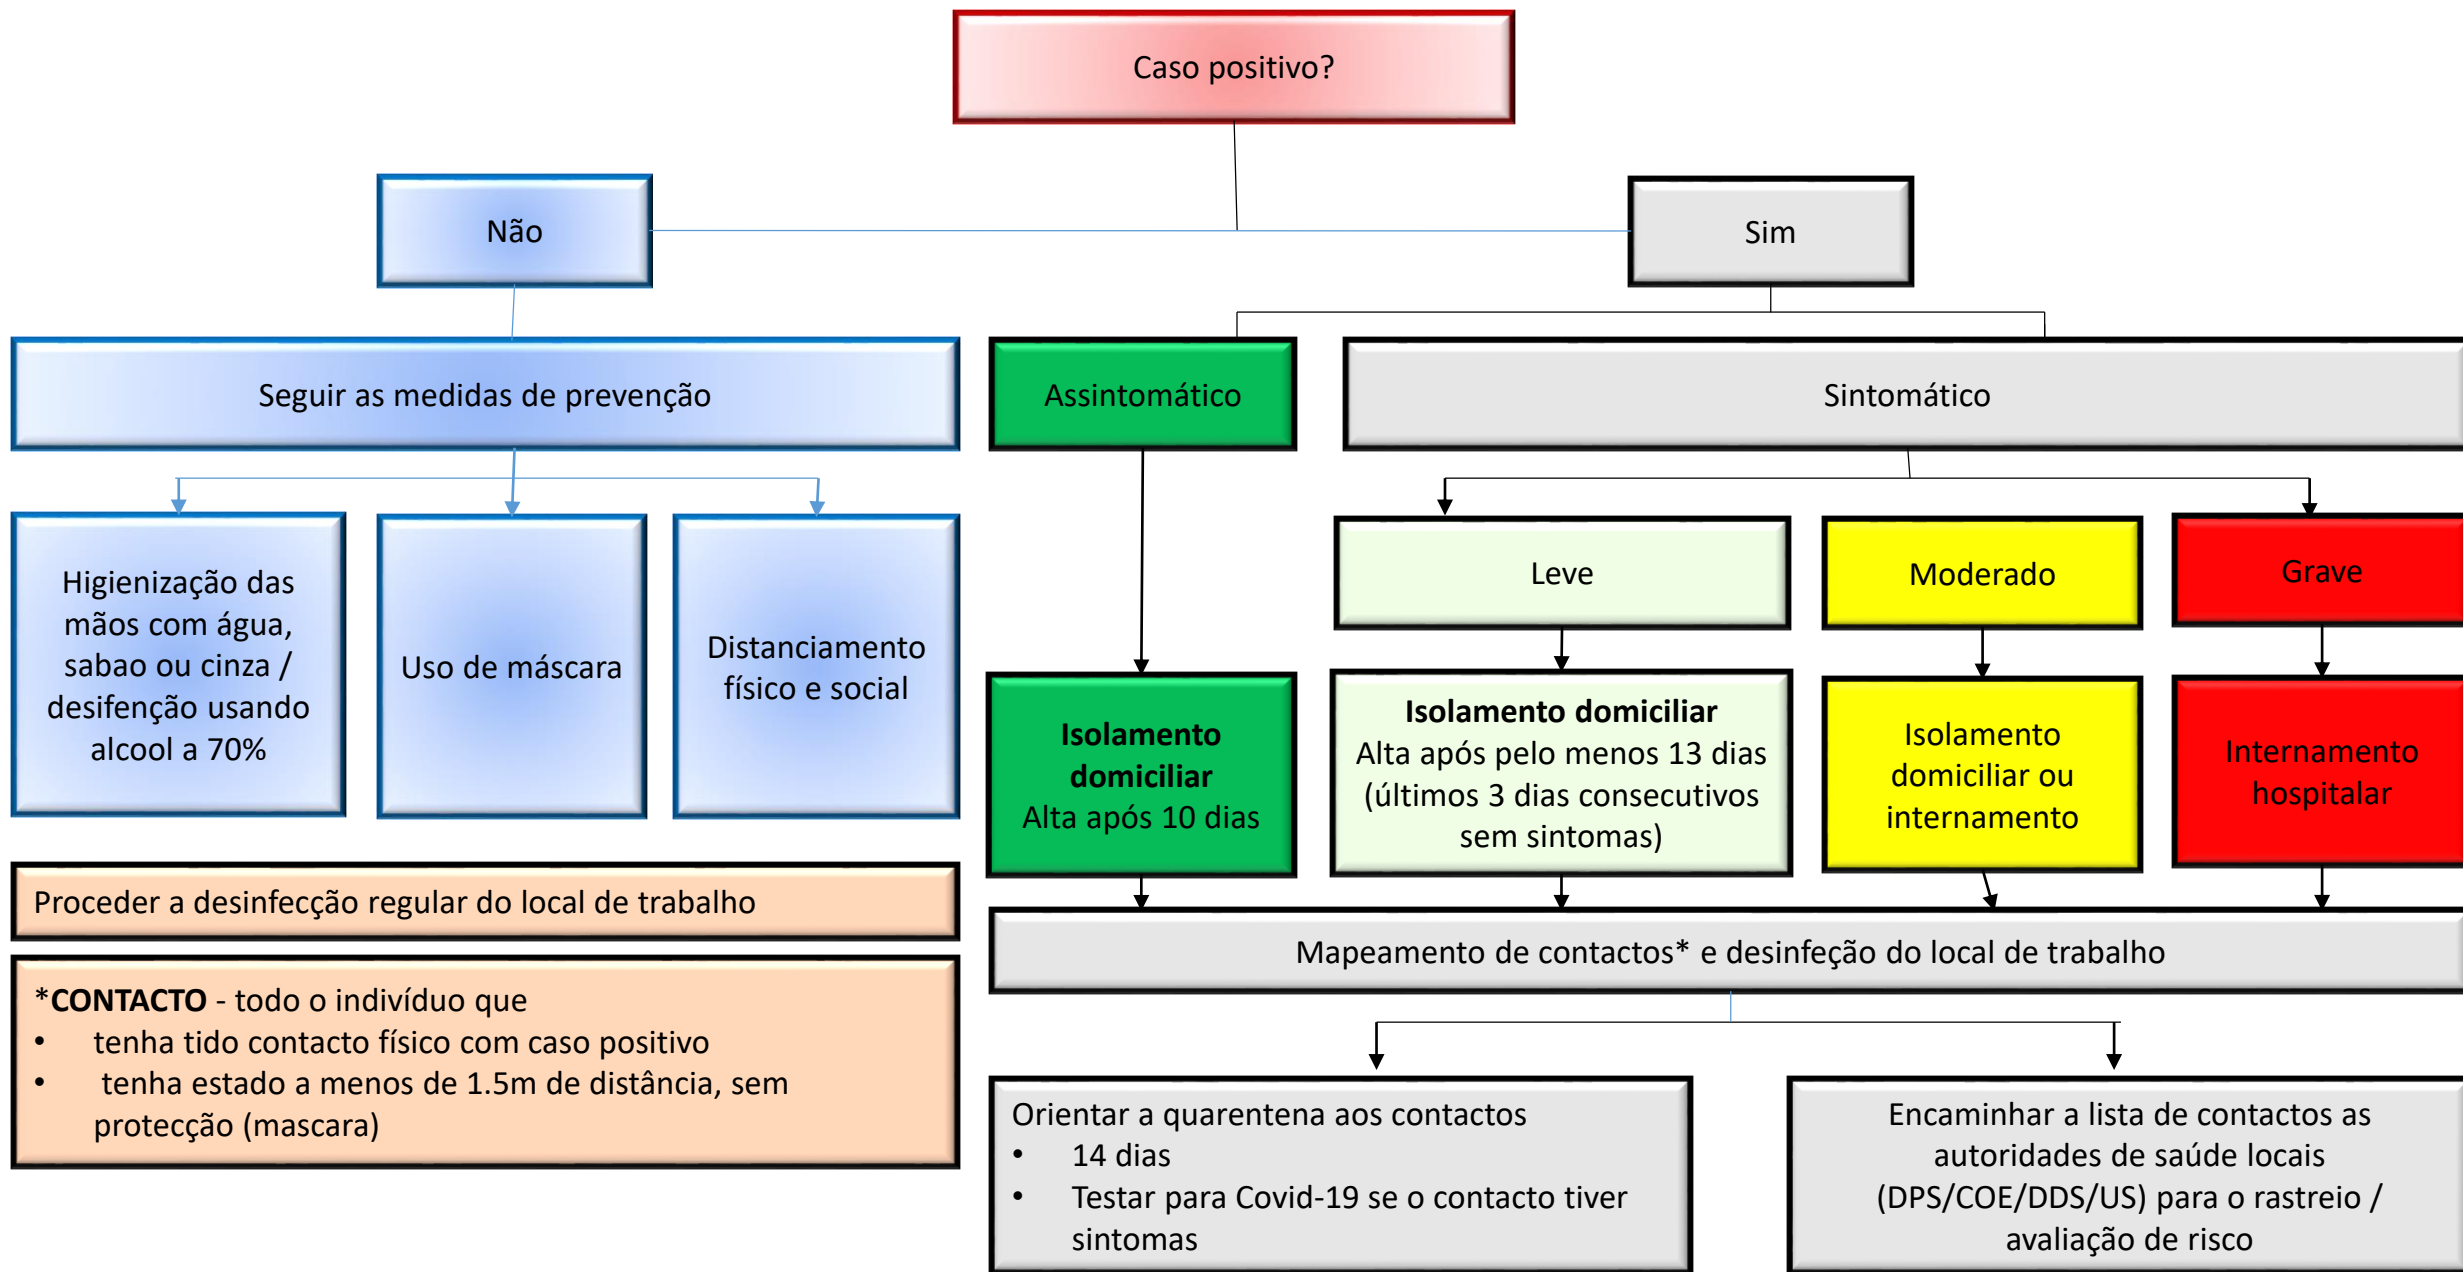 Caso positivo?
Não
Sim
Seguir as medidas de prevenção
Assintomático
Sintomático
Higienização das
mãos com água,
sabao ou cinza /
desifenção usando
alcool a 70%
Uso de máscara
Distanciamento
físico e social
Leve
Moderado
Grave
Isolamento
domiciliar
Alta após 10 dias
Isolamento domiciliar
Alta após pelo menos 13 dias
(últimos 3 dias consecutivos
sem sintomas)
Isolamento
domiciliar ou
internamento
Internamento
hospitalar
Proceder a desinfecção regular do local de trabalho
Mapeamento de contactos* e desinfeção do local de trabalho
*CONTACTO - todo o indivíduo que
• tenha tido contacto físico com caso positivo
• tenha estado a menos de 1.5m de distância, sem
protecção (mascara)
Orientar a quarentena aos contactos
• 14 dias
• Testar para Covid-19 se o contacto tiver
sintomas
Encaminhar a lista de contactos as
autoridades de saúde locais
(DPS/COE/DDS/US) para o rastreio /
avaliação de risco